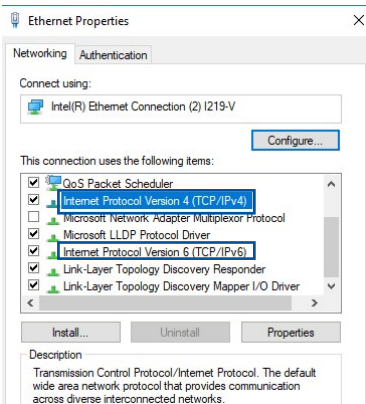 Ethernet Properties
Networking Authentication
Connect using:
Intel(R) Ethernet Connection (2) I219-V
Configure...
This connection uses the following items:
QoS Packet Scheduler
Internet Protocol Version 4 (TCP/IPv4)
Microsoft Network Adapter Multiplexor Protocol
Microsoft LLDP Protocol Driver
Internet Protocol Version 6 (TCP/IPv6)
Link-Layer Topology Discovery Responder
Link-Layer Topology Discovery Mapper I/O Driver
Install... Uninstall Properties
Description
Transmission Control Protocol/Internet Protocol. The default
wide area network protocol that provides communication
across diverse interconnected networks.